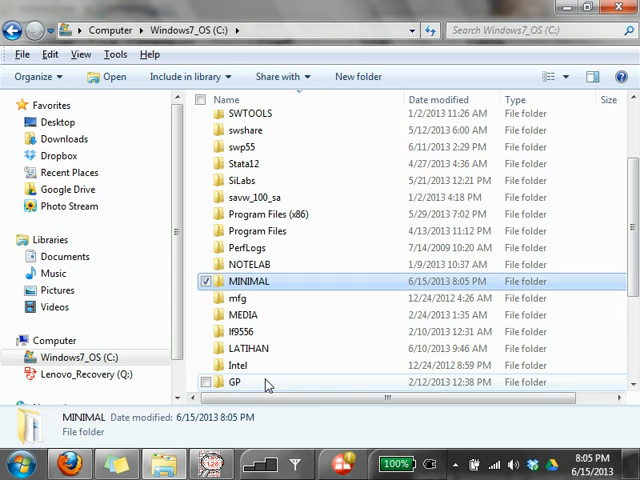 Computer ▸ Windows7_OS (C:) ▸
Search Windows7_OS (C:)
File Edit View Tools Help
Organize Open Include in library Share with New folder
Favorites
Desktop
Downloads
Dropbox
Recent Places
Google Drive
Photo Stream
Libraries
Documents
Music
Pictures
Videos
Computer
Windows7_OS (C:)
Lenovo_Recovery (Q:)
Name Date modified Type Size
SWTOOLS 1/2/2013 11:26 AM File folder
swshare 5/12/2013 6:00 AM File folder
swp55 6/11/2013 2:29 PM File folder
Stata12 4/27/2013 4:36 AM File folder
SiLabs 5/21/2013 12:21 PM File folder
savw_100_sa 1/2/2013 4:18 PM File folder
Program Files (x86) 5/29/2013 7:02 PM File folder
Program Files 4/13/2013 11:12 PM File folder
PerfLogs 7/14/2009 10:20 AM File folder
NOTELAB 1/9/2013 10:37 AM File folder
MINIMAL 6/15/2013 8:05 PM File folder
mfg 12/24/2012 4:26 AM File folder
MEDIA 2/24/2013 1:35 AM File folder
lf9556 2/10/2013 12:31 AM File folder
LATIHAN 6/10/2013 9:46 AM File folder
Intel 12/24/2012 8:59 PM File folder
GP 2/12/2013 12:38 PM File folder
MINIMAL Date modified: 6/15/2013 8:05 PM
File folder
100%
8:05 PM
6/15/2013